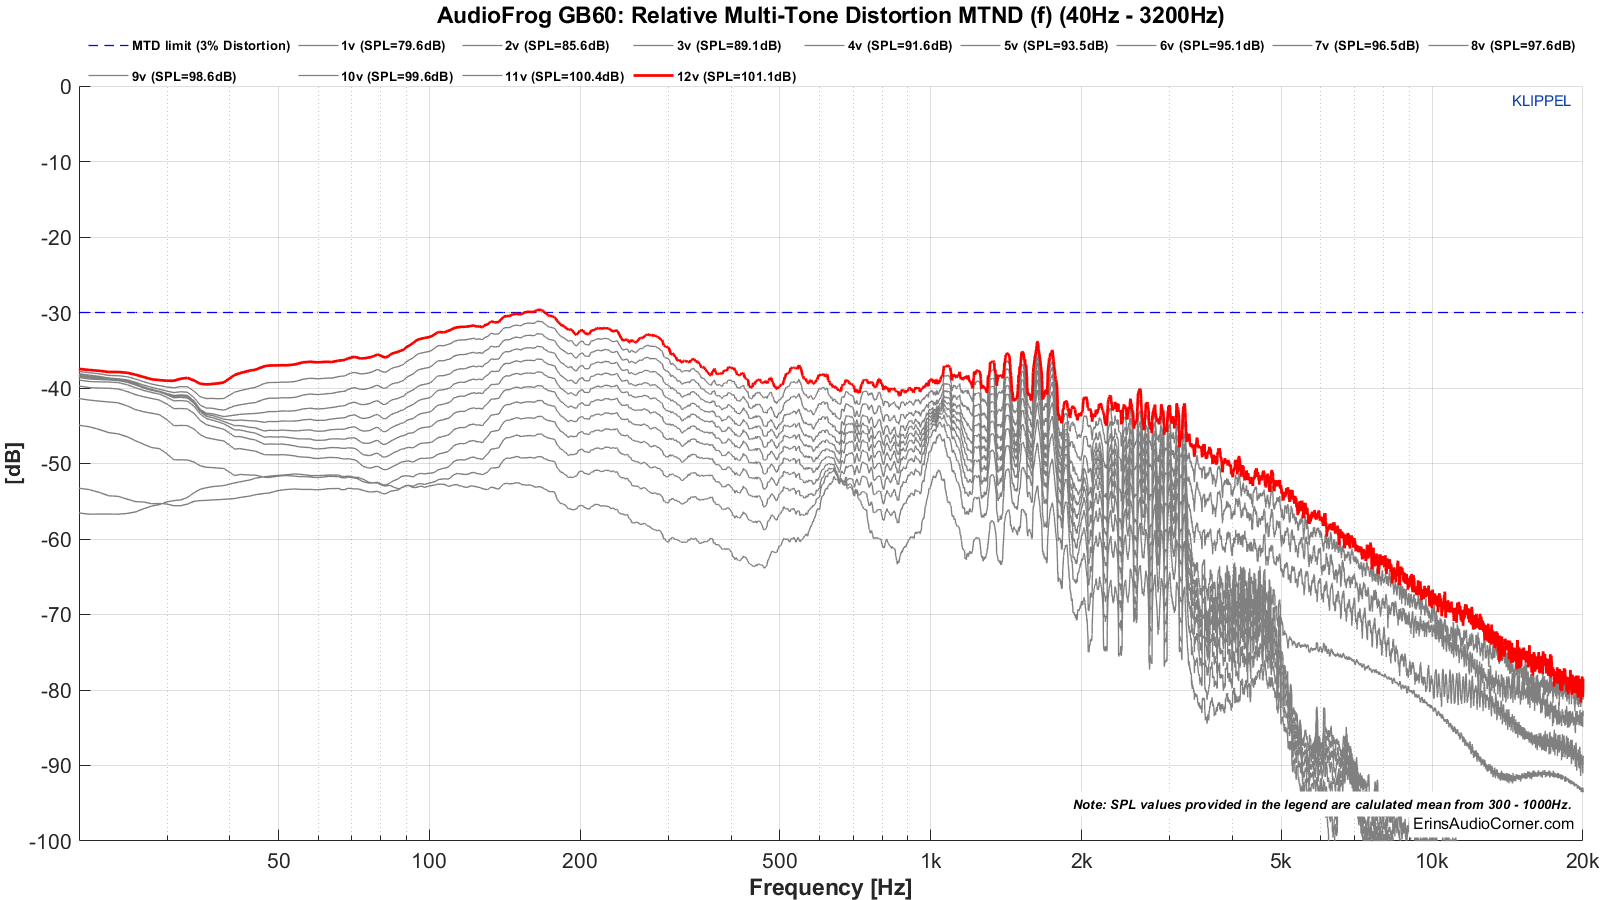 AudioFrog GB60: Relative Multi-Tone Distortion MTND (f) (40Hz - 3200Hz)
MTD limit (3% Distortion) 1v (SPL=79.6dB) 2v (SPL=85.6dB) 3v (SPL=89.1dB) 4v (SPL=91.6dB) 5v (SPL=93.5dB) 6v (SPL=95.1dB) 7v (SPL=96.5dB) 8v (SPL=97.6dB)
9v (SPL=98.6dB) 10v (SPL=99.6dB) 11v (SPL=100.4dB) 12v (SPL=101.1dB)
KLIPPEL
0
-10
-20
-30
-40
-50
-60
-70
-80
-90
-100
[dB]
Note: SPL values provided in the legend are calulated mean from 300 - 1000Hz.
ErinsAudioCorner.com
50 100 200 500 1k 2k 5k 10k 20k
Frequency [Hz]